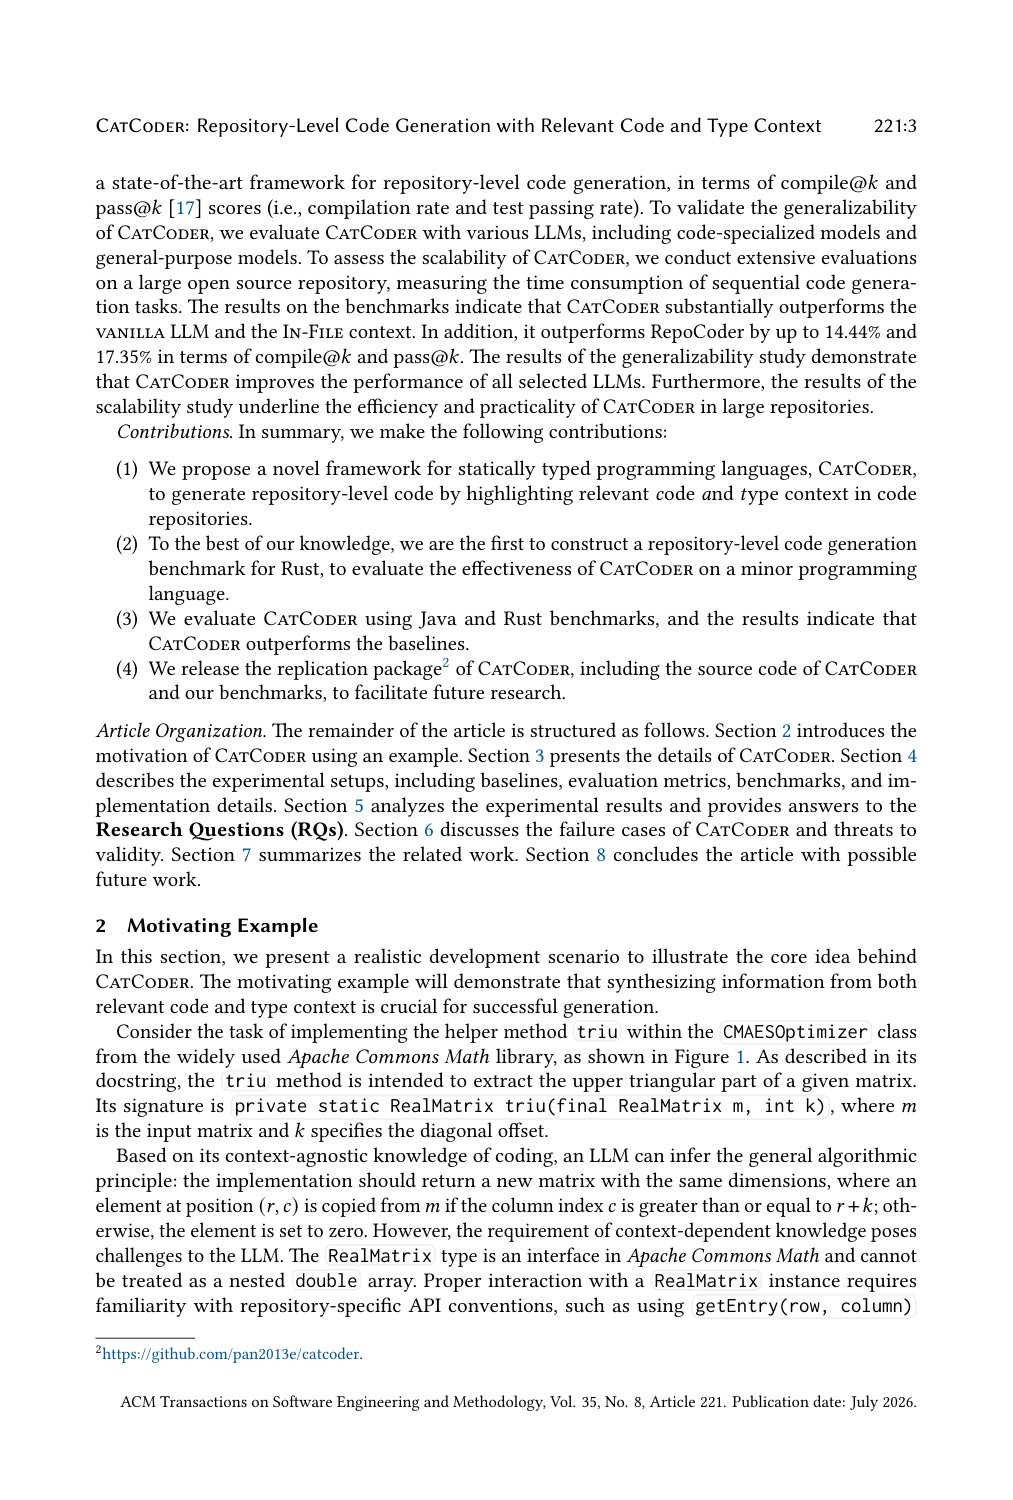 CatCoder: Repository-Level Code Generation with Relevant Code and Type Context 221:3
a state-of-the-art framework for repository-level code generation, in terms of compile@k and
pass@k [17] scores (i.e., compilation rate and test passing rate). To validate the generalizability
of CatCoder, we evaluate CatCoder with various LLMs, including code-specialized models and
general-purpose models. To assess the scalability of CatCoder, we conduct extensive evaluations
on a large open source repository, measuring the time consumption of sequential code genera-
tion tasks. The results on the benchmarks indicate that CatCoder substantially outperforms the
vanilla LLM and the In-File context. In addition, it outperforms RepoCoder by up to 14.44% and
17.35% in terms of compile@k and pass@k. The results of the generalizability study demonstrate
that CatCoder improves the performance of all selected LLMs. Furthermore, the results of the
scalability study underline the efficiency and practicality of CatCoder in large repositories.
Contributions. In summary, we make the following contributions:
(1) We propose a novel framework for statically typed programming languages, CatCoder,
to generate repository-level code by highlighting relevant code and type context in code
repositories.
(2) To the best of our knowledge, we are the first to construct a repository-level code generation
benchmark for Rust, to evaluate the effectiveness of CatCoder on a minor programming
language.
(3) We evaluate CatCoder using Java and Rust benchmarks, and the results indicate that
CatCoder outperforms the baselines.
(4) We release the replication package2 of CatCoder, including the source code of CatCoder
and our benchmarks, to facilitate future research.
Article Organization. The remainder of the article is structured as follows. Section 2 introduces the
motivation of CatCoder using an example. Section 3 presents the details of CatCoder. Section 4
describes the experimental setups, including baselines, evaluation metrics, benchmarks, and im-
plementation details. Section 5 analyzes the experimental results and provides answers to the
Research Questions (RQs). Section 6 discusses the failure cases of CatCoder and threats to
validity. Section 7 summarizes the related work. Section 8 concludes the article with possible
future work.
2 Motivating Example
In this section, we present a realistic development scenario to illustrate the core idea behind
CatCoder. The motivating example will demonstrate that synthesizing information from both
relevant code and type context is crucial for successful generation.
Consider the task of implementing the helper method triu within the CMAESOptimizer class
from the widely used Apache Commons Math library, as shown in Figure 1. As described in its
docstring, the triu method is intended to extract the upper triangular part of a given matrix.
Its signature is private static RealMatrix triu(final RealMatrix m, int k), where m
is the input matrix and k specifies the diagonal offset.
Based on its context-agnostic knowledge of coding, an LLM can infer the general algorithmic
principle: the implementation should return a new matrix with the same dimensions, where an
element at position (r, c) is copied from m if the column index c is greater than or equal to r + k; oth-
erwise, the element is set to zero. However, the requirement of context-dependent knowledge poses
challenges to the LLM. The RealMatrix type is an interface in Apache Commons Math and cannot
be treated as a nested double array. Proper interaction with a RealMatrix instance requires
familiarity with repository-specific API conventions, such as using getEntry(row, column)
2https://github.com/pan2013e/catcoder.
ACM Transactions on Software Engineering and Methodology, Vol. 35, No. 8, Article 221. Publication date: July 2026.